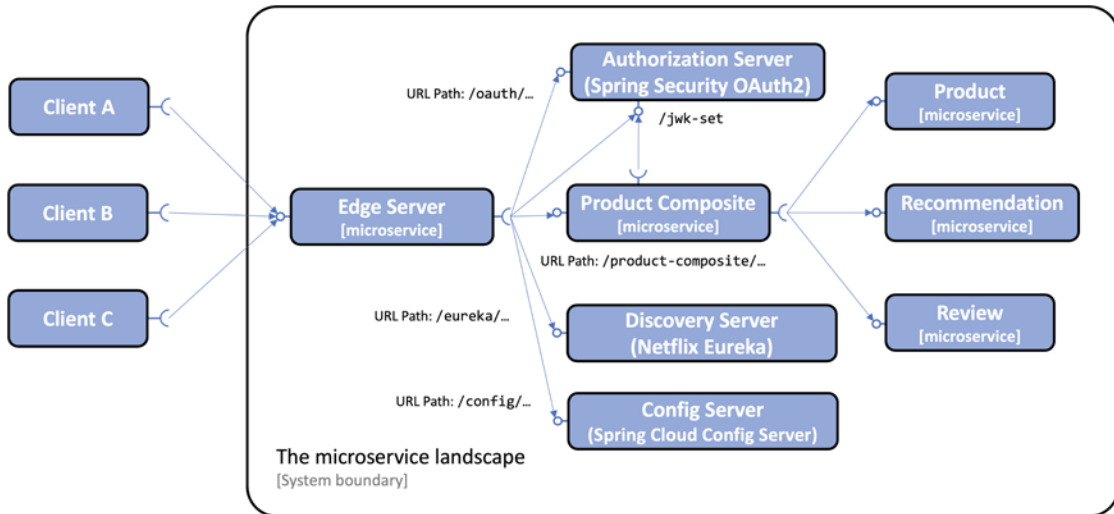 Client A
Client B
Client C
Edge Server
[microservice]
URL Path: /oauth/…
Authorization Server
(Spring Security OAuth2)
/jwk-set
Product Composite
[microservice]
URL Path: /product-composite/…
URL Path: /eureka/…
Discovery Server
(Netflix Eureka)
URL Path: /config/…
Config Server
(Spring Cloud Config Server)
Product
[microservice]
Recommendation
[microservice]
Review
[microservice]
The microservice landscape
[System boundary]